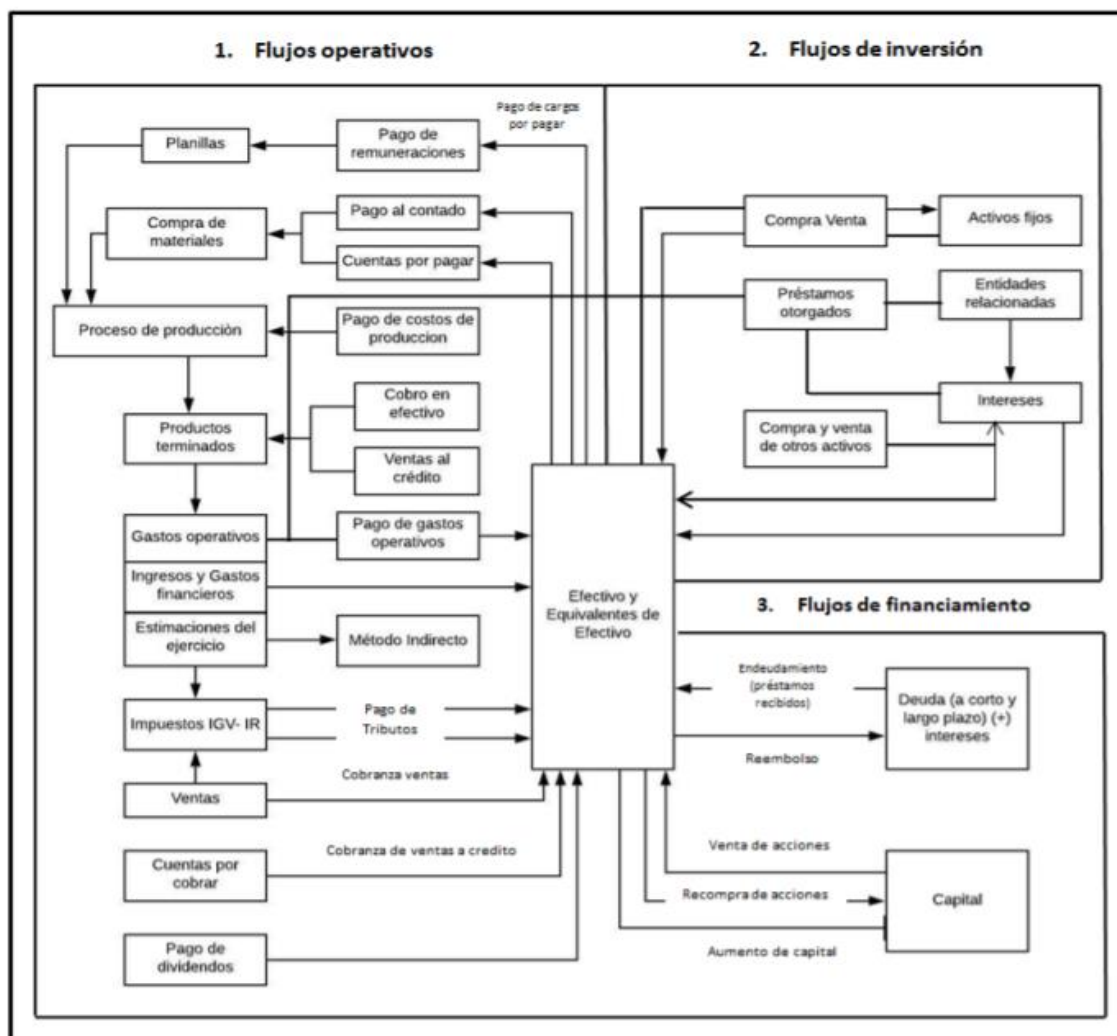 1. Flujos operativos
2. Flujos de inversión
Pago de cargos
por pagar
Planillas
Pago de
remuneraciones
Compra de
materiales
Pago al contado
Cuentas por pagar
Proceso de producciòn
Pago de costos de
produccion
Productos
terminados
Cobro en
efectivo
Ventas al
crédito
Gastos operativos
Pago de gastos
operativos
Ingresos y Gastos
financieros
Estimaciones del
ejercicio
Método Indirecto
Impuestos IGV- IR
Pago de
Tributos
Ventas
Cobranza ventas
Cuentas por
cobrar
Cobranza de ventas a credito
Pago de
dividendos
Efectivo y
Equivalentes de
Efectivo
Compra Venta
Activos fijos
Préstamos
otorgados
Entidades
relacionadas
Intereses
Compra y venta
de otros activos
3. Flujos de financiamiento
Endeudamiento
(préstamos
recibidos)
Deuda (a corto y
largo plazo) (+)
intereses
Reembolso
Venta de acciones
Recompra de acciones
Capital
Aumento de capital